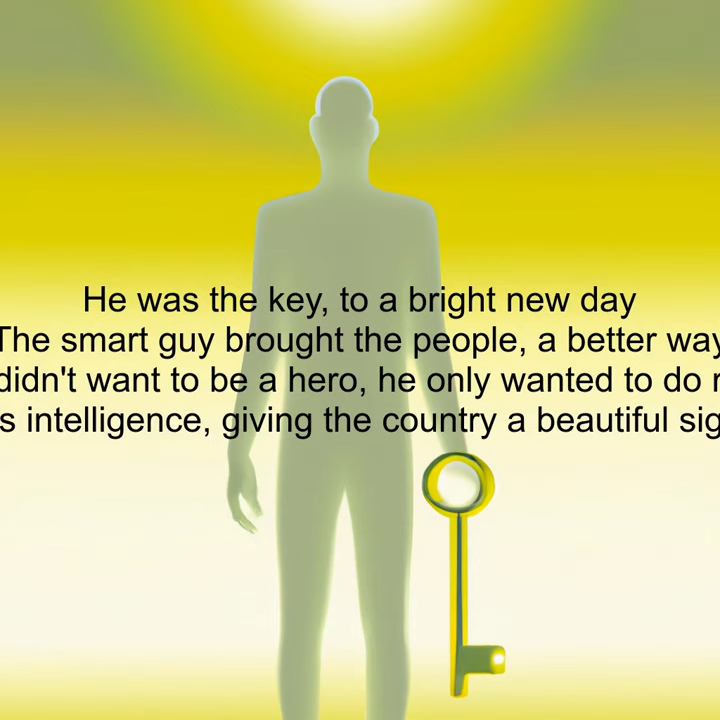 He was the key, to a bright new day
The smart guy brought the people, a better way
didn't want to be a hero, he only wanted to do
intelligence, giving the country a beautiful